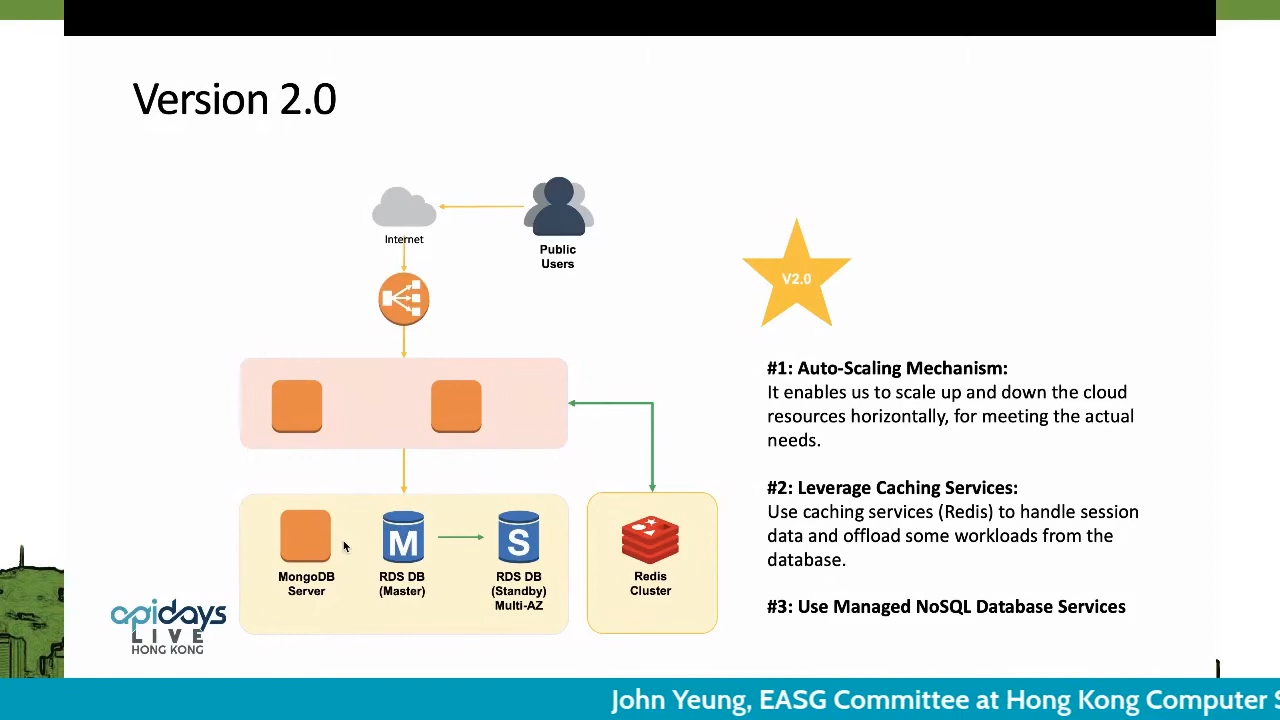 Version 2.0
Internet
Public
Users
V2.0
#1: Auto-Scaling Mechanism:
It enables us to scale up and down the cloud
resources horizontally, for meeting the actual
needs.
#2: Leverage Caching Services:
Use caching services (Redis) to handle session
data and offload some workloads from the
database.
#3: Use Managed NoSQL Database Services
M
S
MongoDB
Server
RDS DB
(Master)
RDS DB
(Standby)
Multi-AZ
Redis
Cluster
apidays
LIVE
HONG KONG
John Yeung, EASG Committee at Hong Kong Computer S